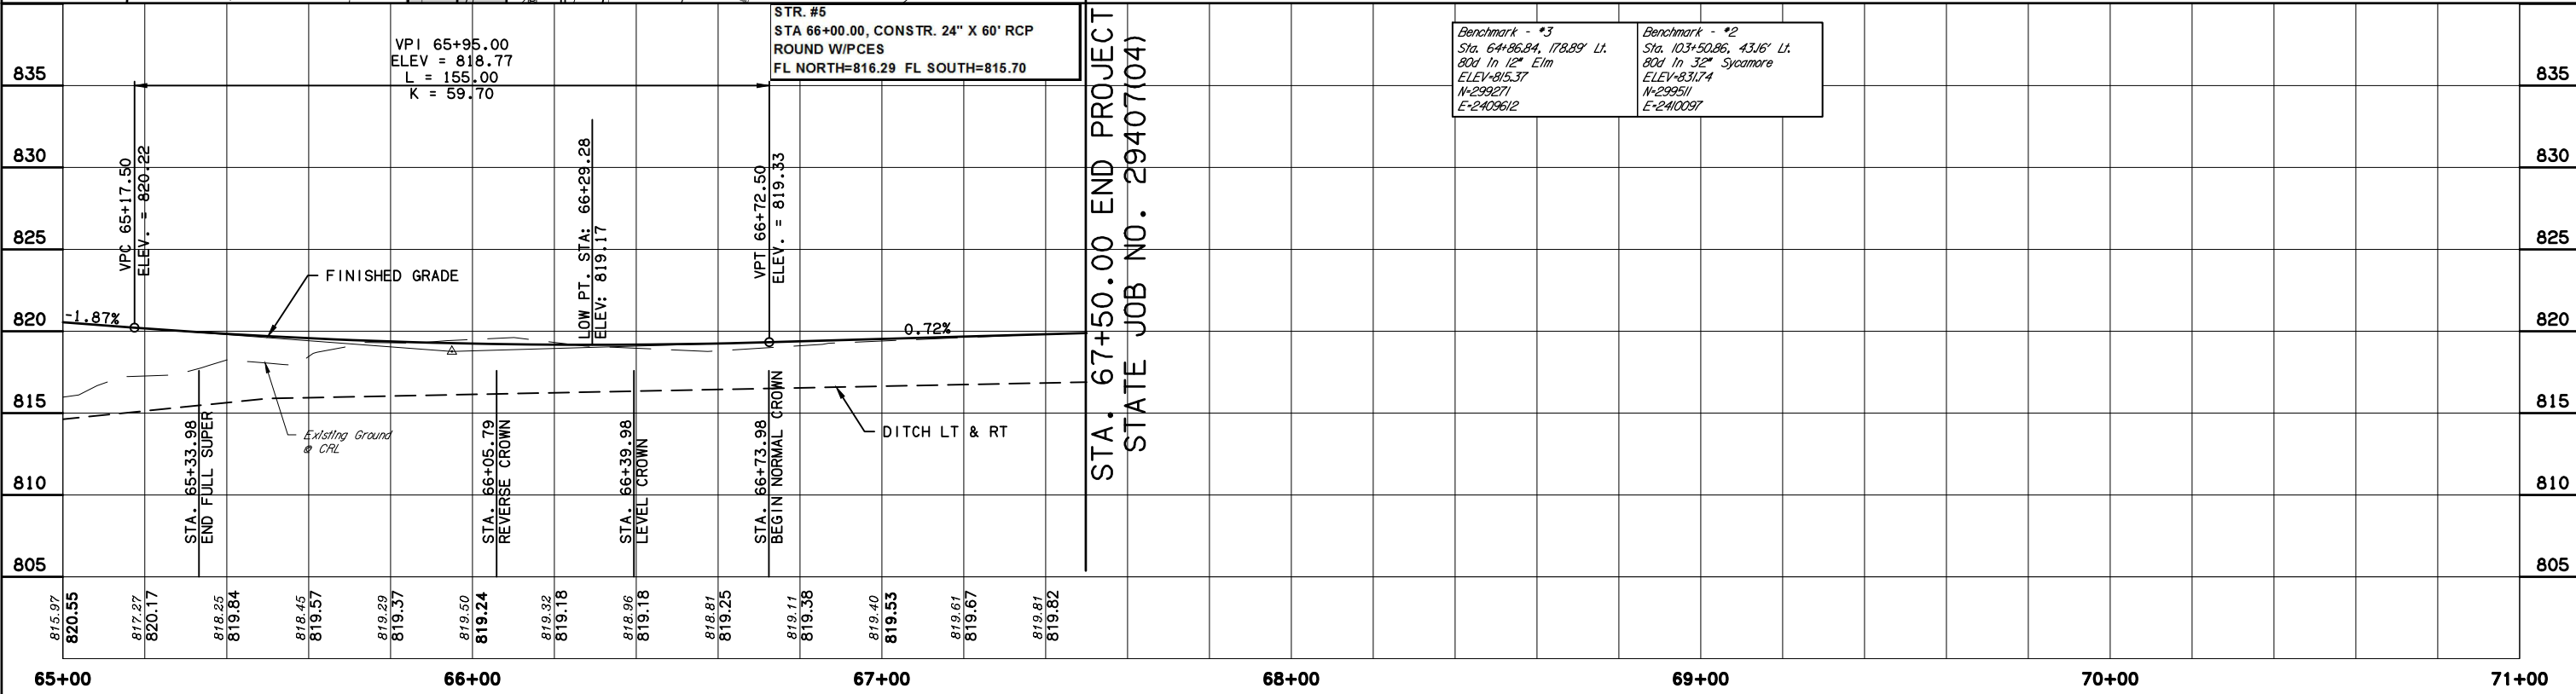 STR. #5
STA 66+00.00, CONSTR. 24" X 60' RCP
ROUND W/PCES
FL NORTH=816.29 FL SOUTH=815.70
VPI 65+95.00
ELEV = 818.77
L = 155.00
K = 59.70
Benchmark - #3
Sta. 64+86.84, 178.89' Lt.
80d In 12" Elm
ELEV=815.37
N=299271
E=2409612
Benchmark - #2
Sta. 103+50.86, 43.16' Lt.
80d In 32" Sycamore
ELEV=831.74
N=299511
E=2410097
835
830
825
820
815
810
805
835
830
825
820
815
810
805
VPC 65+17.50
ELEV. = 820.22
LOW PT. STA: 66+29.28
ELEV: 819.17
VPT 66+72.50
ELEV. = 819.33
STA. 67+50.00 END PROJECT
STATE JOB NO. 29407(04)
FINISHED GRADE
-1.87%
0.72%
Existing Ground
@ CRL
DITCH LT & RT
STA. 65+33.98
END FULL SUPER
STA. 66+05.79
REVERSE CROWN
STA. 66+39.98
LEVEL CROWN
STA. 66+73.98
BEGIN NORMAL CROWN
815.97
820.55
817.27
820.17
818.25
819.84
818.45
819.57
819.29
819.37
819.50
819.24
819.32
819.18
818.96
819.18
818.81
819.25
819.11
819.38
819.40
819.53
819.61
819.67
819.81
819.82
65+00
66+00
67+00
68+00
69+00
70+00
71+00